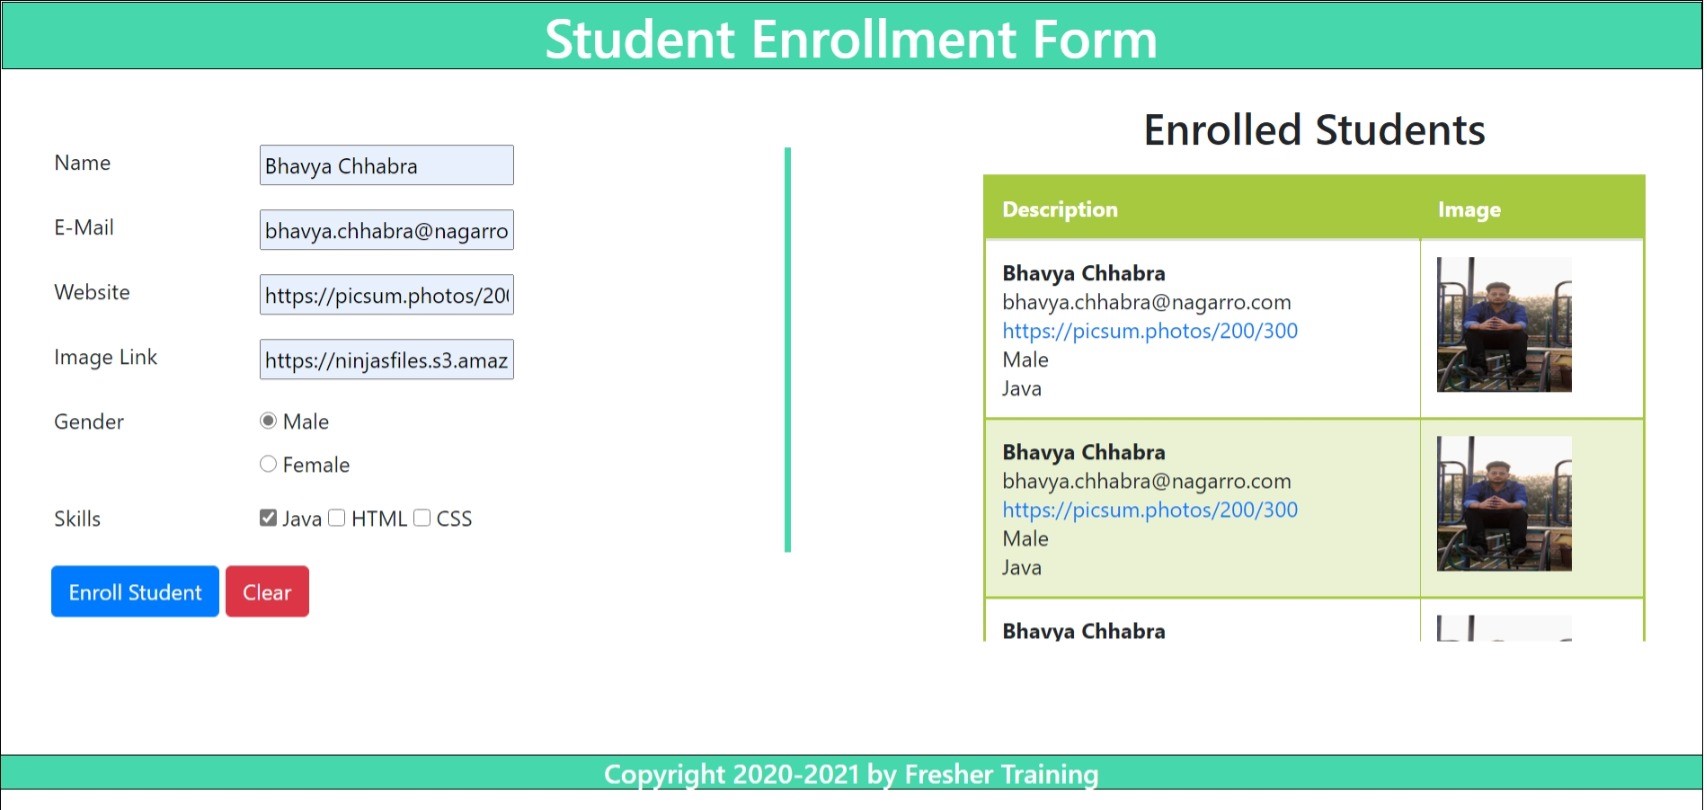 Student Enrollment Form
Name
Bhavya Chhabra
E-Mail
bhavya.chhabra@nagarro
Website
https://picsum.photos/20
Image Link
https://ninjasfiles.s3.amaz
Gender
Male
Female
Skills
Java HTML CSS
Enroll Student Clear
Enrolled Students
Description Image
Bhavya Chhabra
bhavya.chhabra@nagarro.com
https://picsum.photos/200/300
Male
Java
Bhavya Chhabra
bhavya.chhabra@nagarro.com
https://picsum.photos/200/300
Male
Java
Bhavya Chhabra
Copyright 2020-2021 by Fresher Training